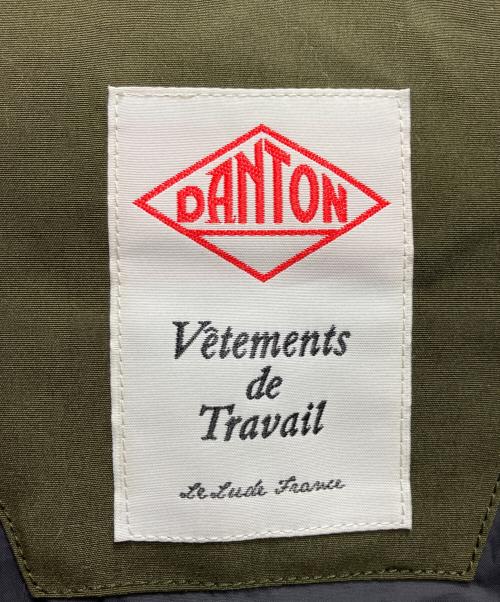 DANTON
Vêtements
de
Travail
Le Lude France